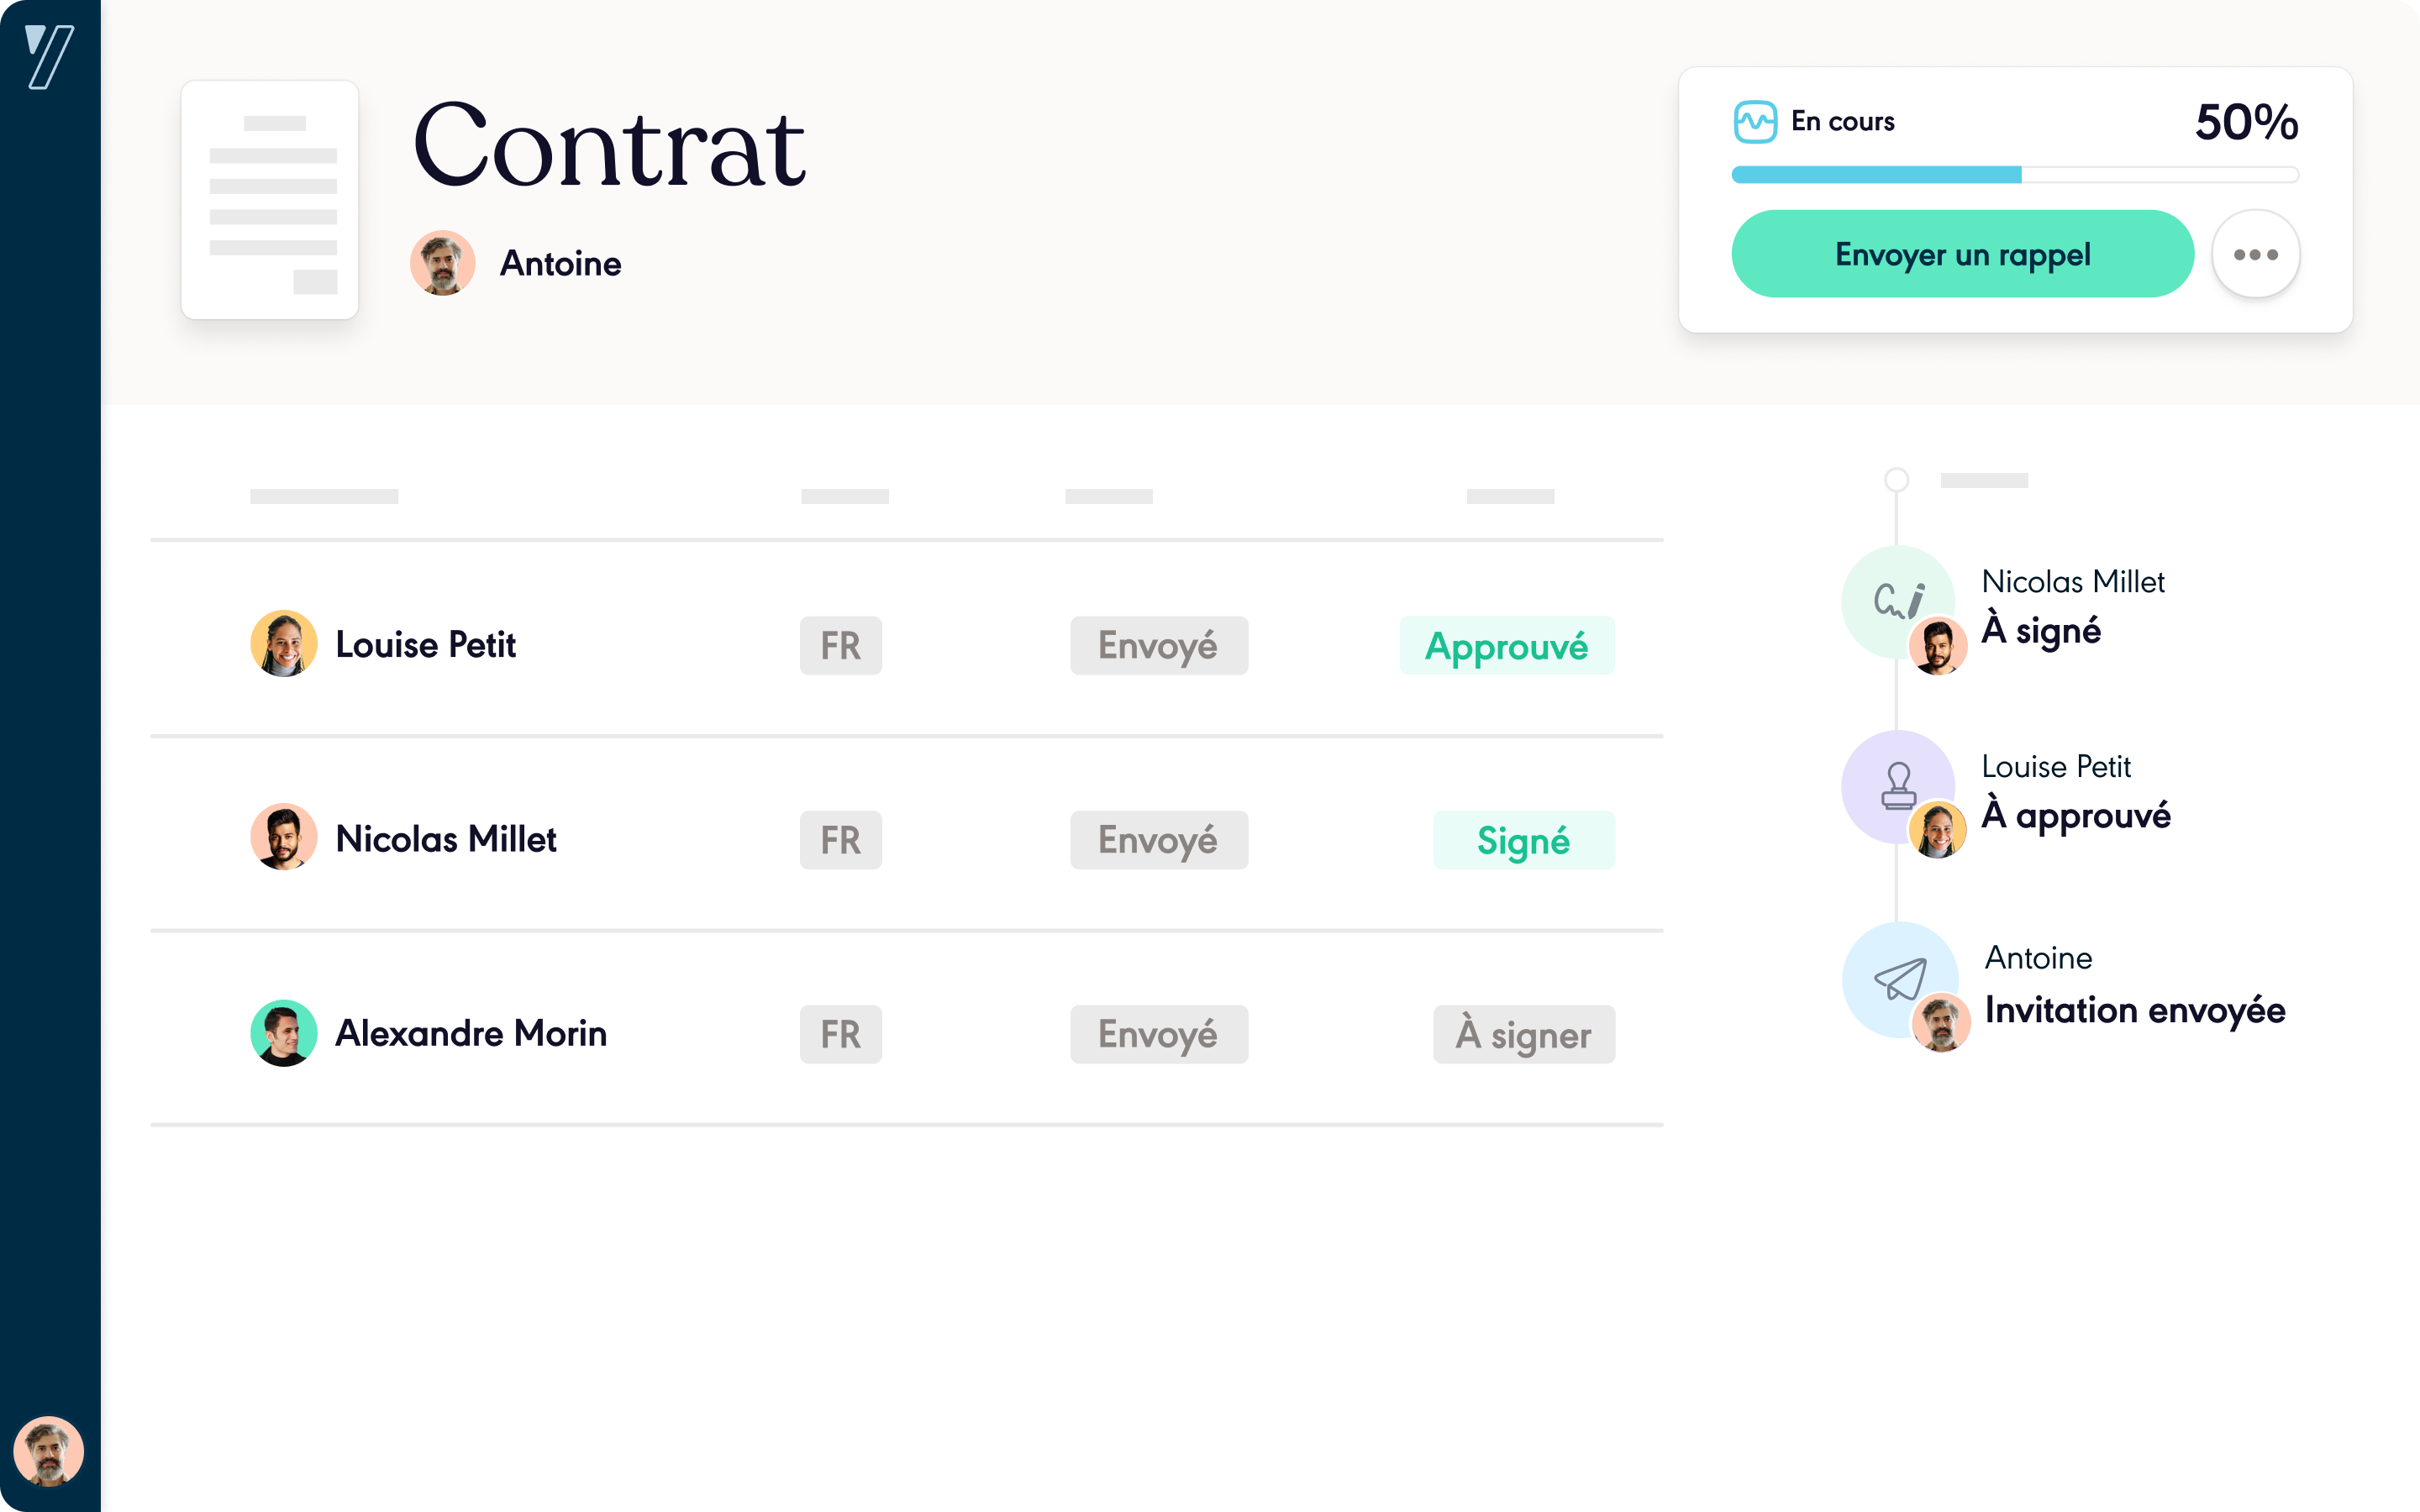 Contrat
Antoine
En cours
50%
Envoyer un rappel
Louise Petit
FR
Envoyé
Approuvé
Nicolas Millet
FR
Envoyé
Signé
Alexandre Morin
FR
Envoyé
À signer
Nicolas Millet
À signé
Louise Petit
À approuvé
Antoine
Invitation envoyée